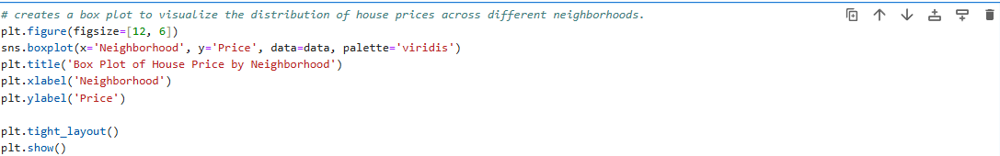 # creates a box plot to visualize the distribution of house prices across different neighborhoods.
plt.figure(figsize=[12, 6])
sns.boxplot(x='Neighborhood', y='Price', data=data, palette='viridis')
plt.title('Box Plot of House Price by Neighborhood')
plt.xlabel('Neighborhood')
plt.ylabel('Price')
plt.tight_layout()
plt.show()